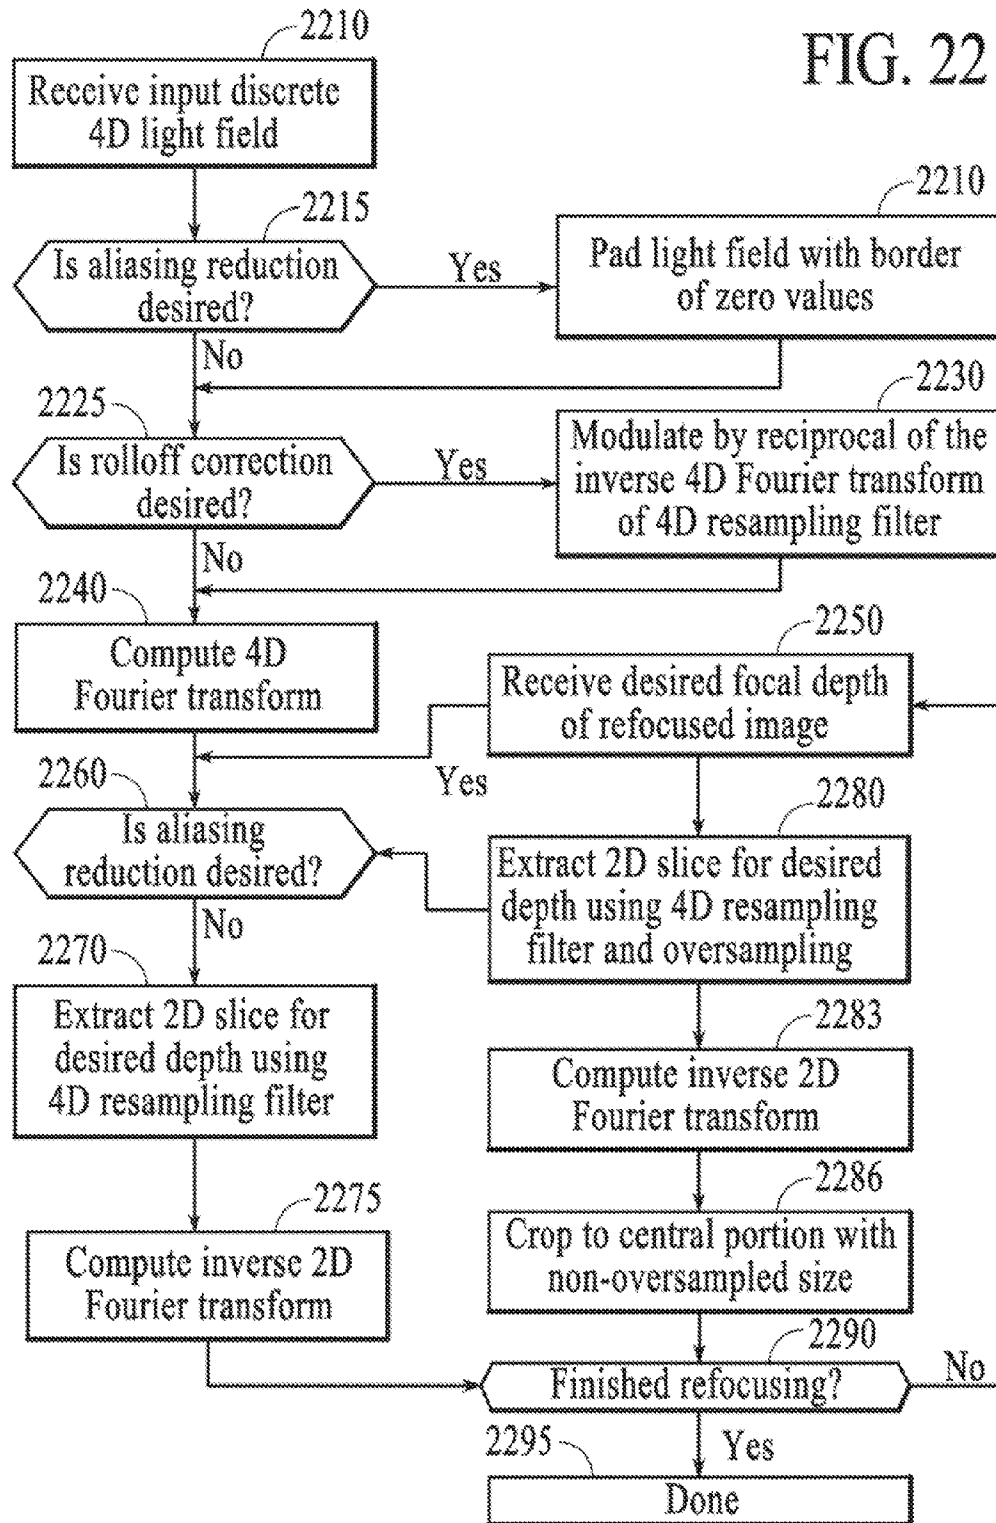 FIG. 22
2210
Receive input discrete
4D light field
2215
Is aliasing reduction
desired?
Yes
2210
Pad light field with border
of zero values
No
2225
Is rolloff correction
desired?
Yes
2230
Modulate by reciprocal of the
inverse 4D Fourier transform
of 4D resampling filter
No
2240
Compute 4D
Fourier transform
2250
Receive desired focal depth
of refocused image
Yes
2260
Is aliasing
reduction desired?
2280
Extract 2D slice for desired
depth using 4D resampling
filter and oversampling
No
2270
Extract 2D slice for
desired depth using
4D resampling filter
2283
Compute inverse 2D
Fourier transform
2275
Compute inverse 2D
Fourier transform
2286
Crop to central portion with
non-oversampled size
2290
Finished refocusing?
No
Yes
2295
Done